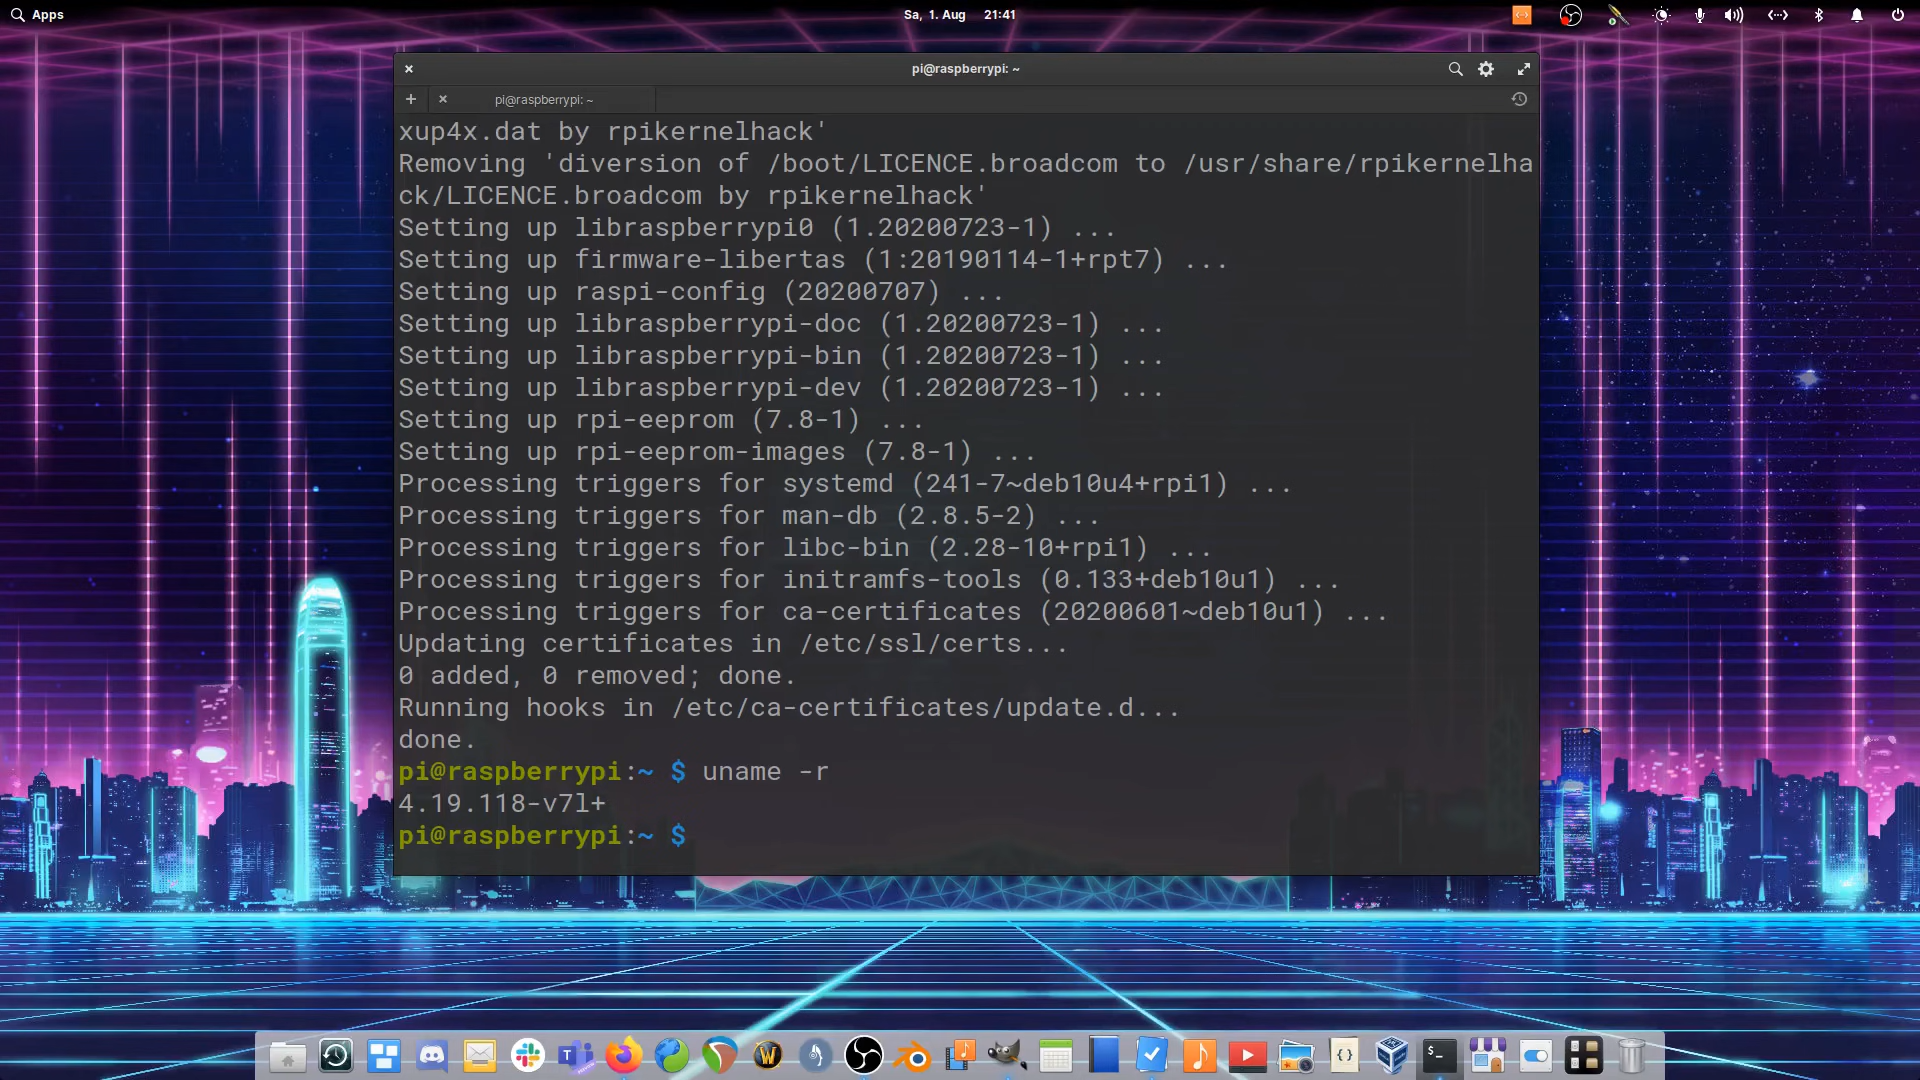 Apps
Sa, 1. Aug 21:41
pi@raspberrypi: ~
pi@raspberrypi: ~
xup4x.dat by rpikernelhack'
Removing 'diversion of /boot/LICENCE.broadcom to /usr/share/rpikernelha
ck/LICENCE.broadcom by rpikernelhack'
Setting up libraspberrypi0 (1.20200723-1) ...
Setting up firmware-libertas (1:20190114-1+rpt7) ...
Setting up raspi-config (20200707) ...
Setting up libraspberrypi-doc (1.20200723-1) ...
Setting up libraspberrypi-bin (1.20200723-1) ...
Setting up libraspberrypi-dev (1.20200723-1) ...
Setting up rpi-eeprom (7.8-1) ...
Setting up rpi-eeprom-images (7.8-1) ...
Processing triggers for systemd (241-7~deb10u4+rpi1) ...
Processing triggers for man-db (2.8.5-2) ...
Processing triggers for libc-bin (2.28-10+rpi1) ...
Processing triggers for initramfs-tools (0.133+deb10u1) ...
Processing triggers for ca-certificates (20200601~deb10u1) ...
Updating certificates in /etc/ssl/certs...
0 added, 0 removed; done.
Running hooks in /etc/ca-certificates/update.d...
done.
pi@raspberrypi:~ $ uname -r
4.19.118-v7l+
pi@raspberrypi:~ $